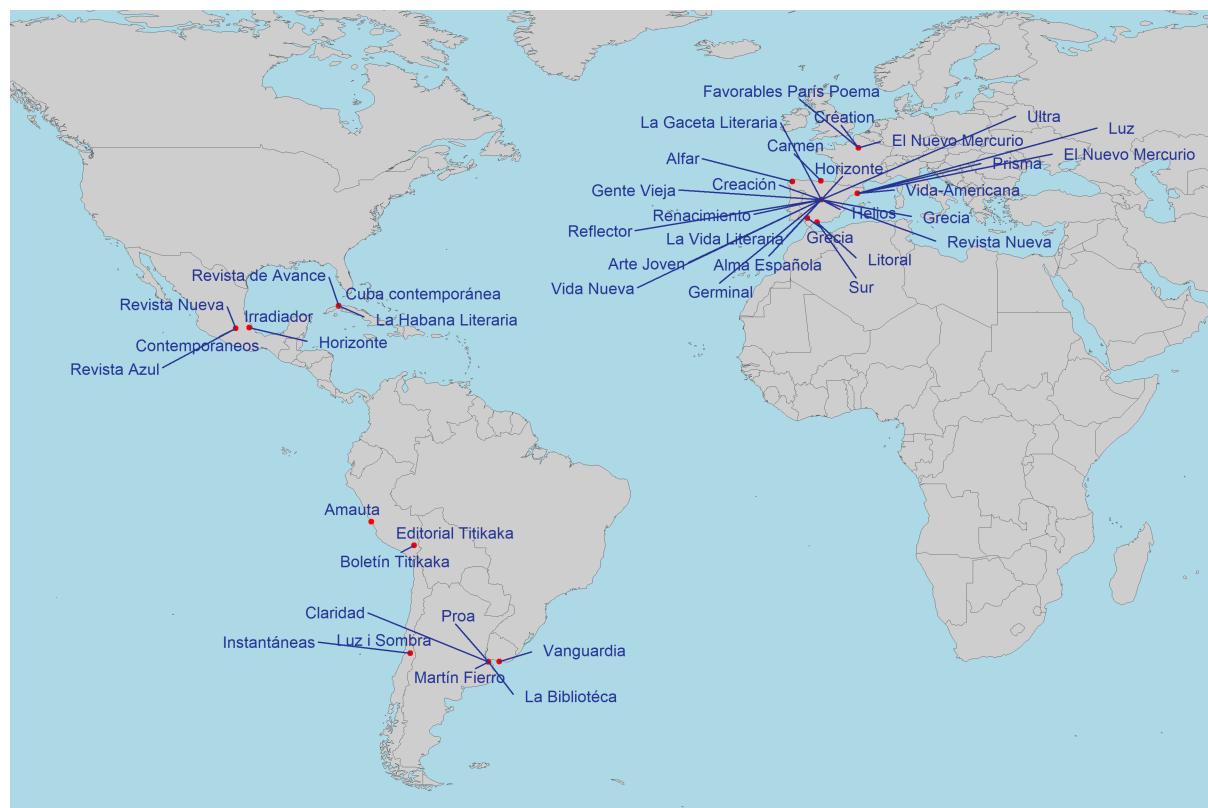 Favorables París Poema
Création
Ultra
La Gaceta Literaria
Luz
El Nuevo Mercurio
Carmen
El Nuevo Mercurio
Alfar
Prisma
Horizonte
Creación
Gente Vieja
Vida-Americana
Renacimiento
Helios
Grecia
Reflector
La Vida Literaria
Grecia
Revista Nueva
Arte Joven
Alma Española
Litoral
Vida Nueva
Germinal
Sur
Revista de Avance
Cuba contemporánea
Revista Nueva
Irradiador
La Habana Literaria
Contemporaneos
Horizonte
Revista Azul
Amauta
Editorial Titikaka
Boletín Titikaka
Claridad
Proa
Instantáneas
Luz i Sombra
Vanguardia
Martín Fierro
La Bibliotéca